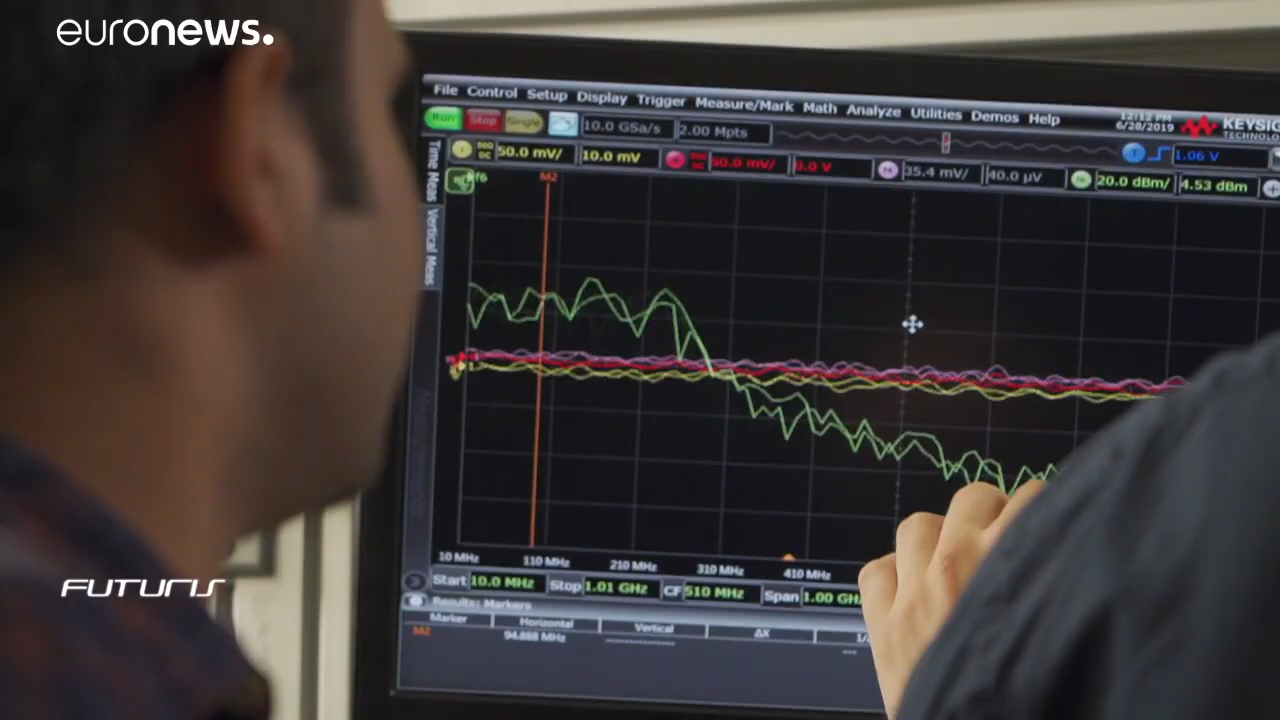 euronews.
File Control Setup Display Trigger Measure/Mark Math Analyze Utilities Demos Help
12:12 PM
6/28/2019
KEYSIG
TECHNOLO
Run Stop Single 10.0 GSa/s 2.00 Mpts
50.0 mV/ 10.0 mV 50.0 mV/ 0.0 V 35.4 mV/ 40.0 µV 20.0 dBm/ 4.53 dBm T 1.06 V
Time Meas
Vertical Meas
f6 M2
10 MHz 110 MHz 210 MHz 310 MHz 410 MHz
Start 10.0 MHz Stop 1.01 GHz CF 510 MHz Span 1.00 GH
Results: Markers
Marker Horizontal Vertical ΔX 1/
M2 94.888 MHz
FUTURIS